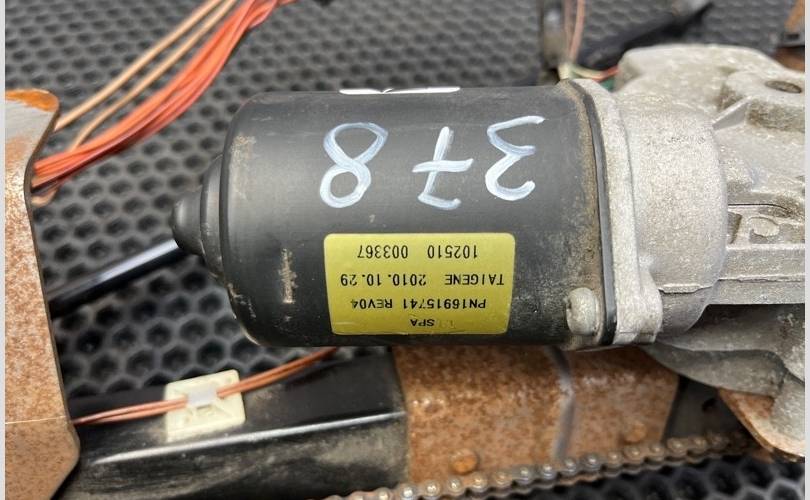 SPA
PN16915741 REV04
TAIGENE 2010.10.29
102510 003367
378